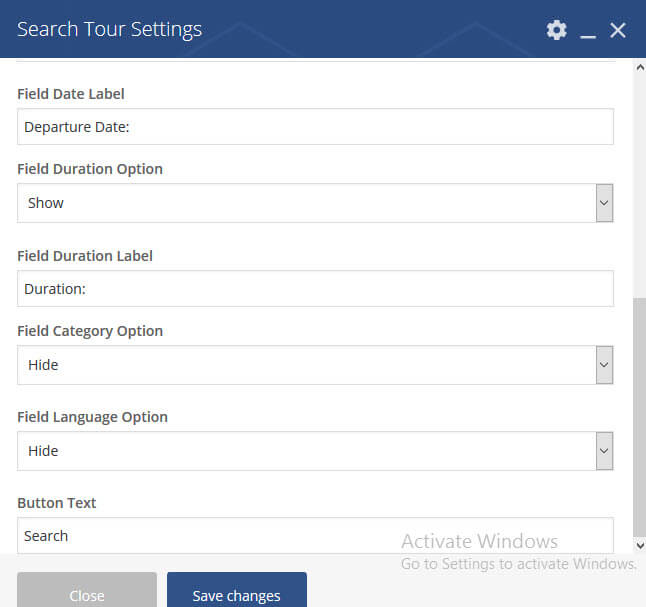 Search Tour Settings
Field Date Label
Departure Date:
Field Duration Option
Show
Field Duration Label
Duration:
Field Category Option
Hide
Field Language Option
Hide
Button Text
Search
Activate Windows
Go to Settings to activate Windows.
Close
Save changes